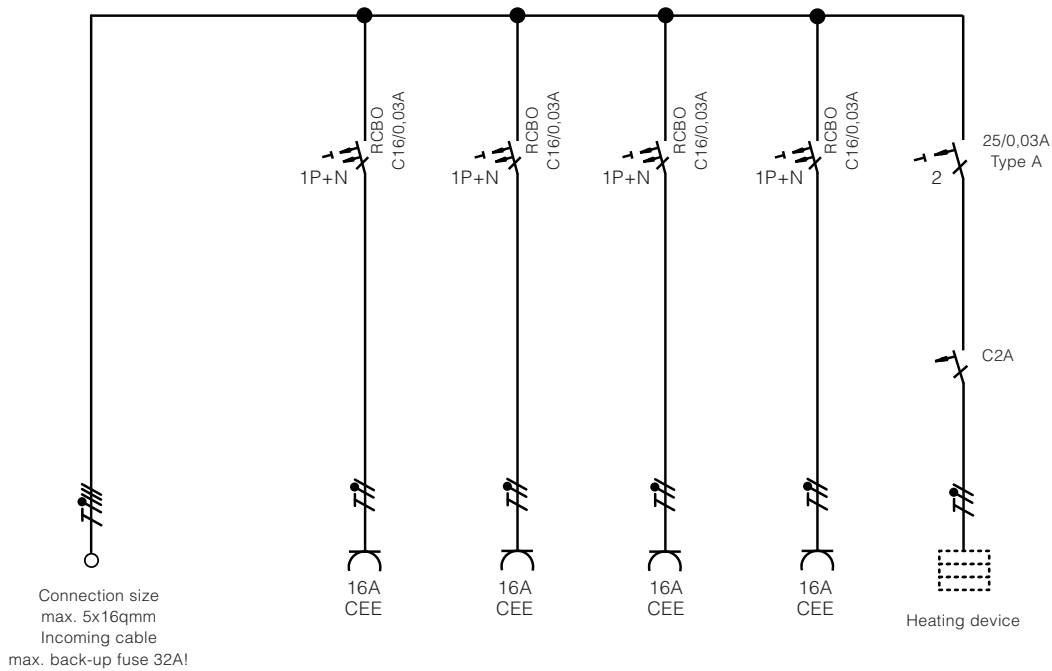 RCBO
C16/0,03A
1P+N
RCBO
C16/0,03A
1P+N
RCBO
C16/0,03A
1P+N
RCBO
C16/0,03A
1P+N
25/0,03A
Type A
2
C2A
Connection size
max. 5x16qmm
Incoming cable
max. back-up fuse 32A!
16A
CEE
16A
CEE
16A
CEE
16A
CEE
Heating device